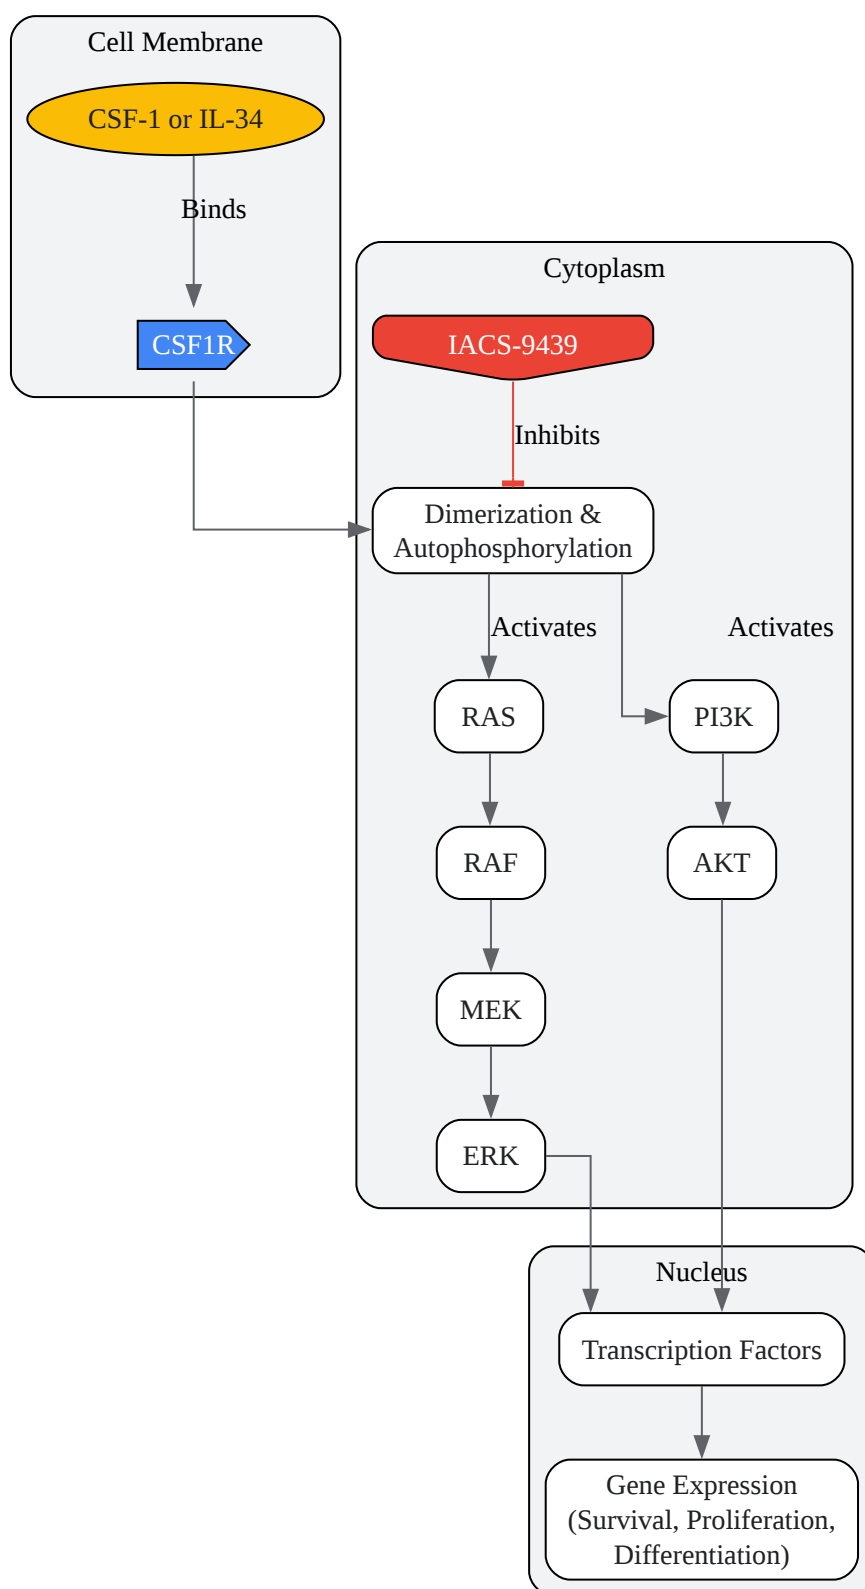 Cell Membrane
CSF-1 or IL-34
Binds
CSF1R
Cytoplasm
IACS-9439
Inhibits
Dimerization &
Autophosphorylation
Activates
Activates
RAS
PI3K
RAF
AKT
MEK
ERK
Nucleus
Transcription Factors
Gene Expression
(Survival, Proliferation,
Differentiation)